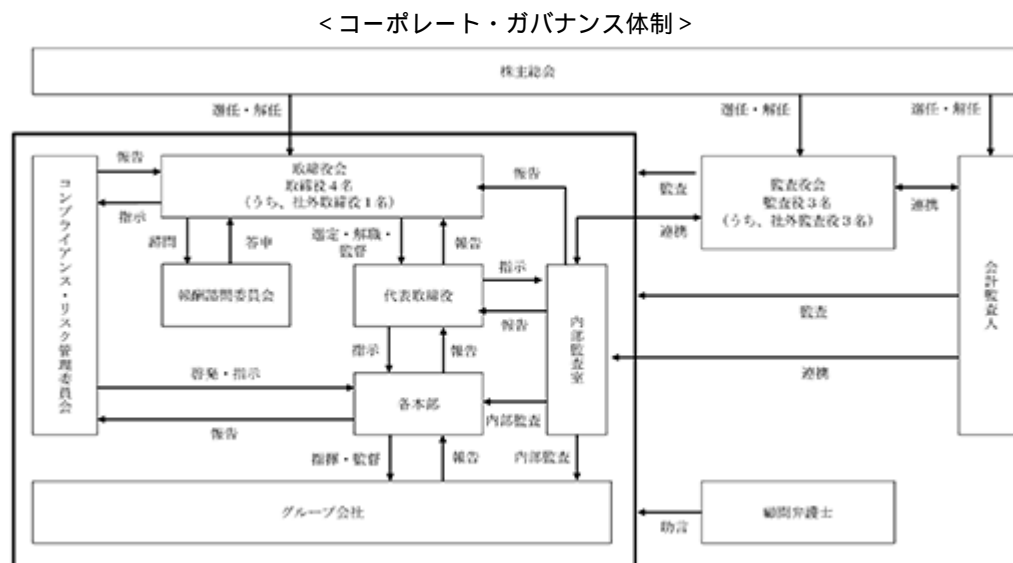 <コーポレート・ガバナンス体制>
株主総会
選任・解任
選任・解任
選任・解任
報告
取締役会
取締役4名
(うち、社外取締役1名)
報告
監査
監査役会
監査役3名
(うち、社外監査役3名)
連携
指示
連携
諮問
答申
選定・解職・
監督
報告
コンプライアンス・リスク管理委員会
報酬諮問委員会
代表取締役
指示
報告
内部監査室
会計監査人
監査
指示
報告
連携
啓発・指示
各本部
内部監査
報告
指揮・監督
報告
内部監査
グループ会社
顧問弁護士
助言